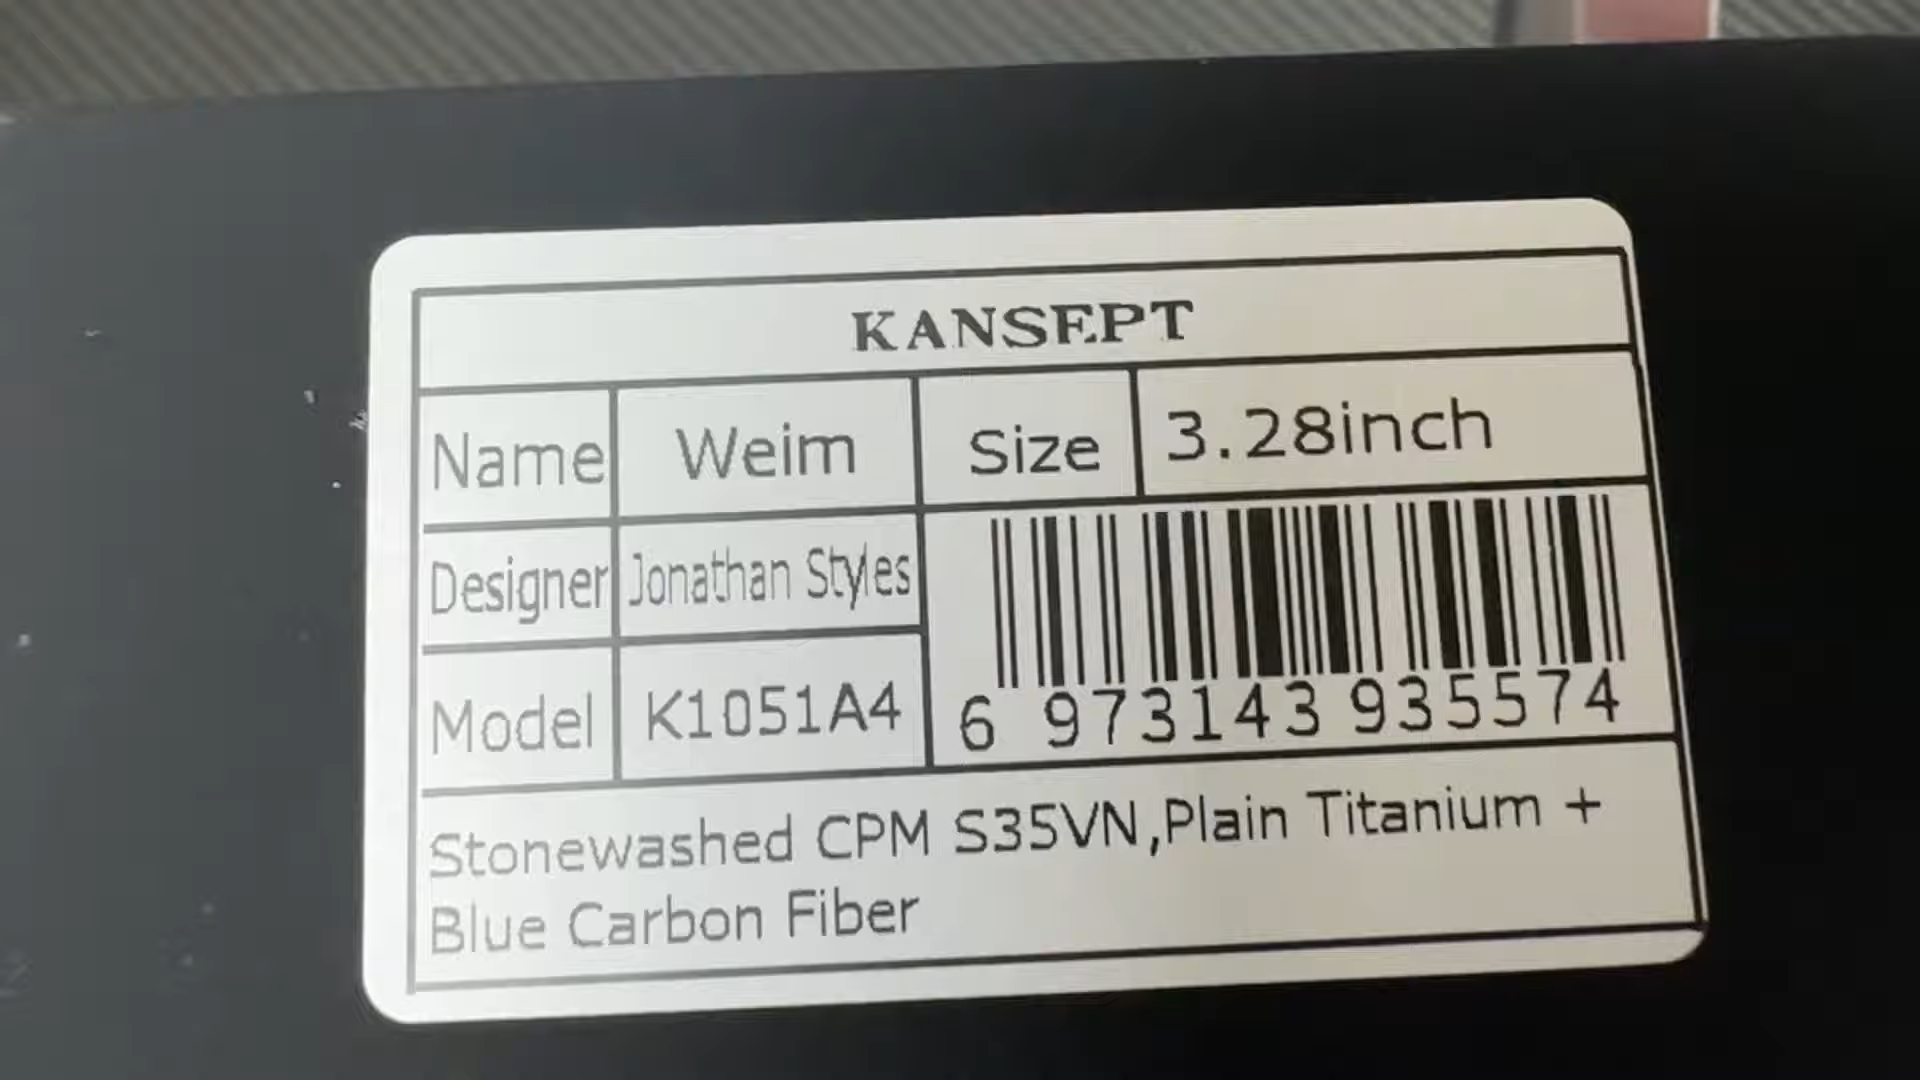 KANSEPT
Name Weim Size 3.28inch
Designer Jonathan Styles
Model K1051A4
6 973143 935574
Stonewashed CPM S35VN,Plain Titanium +
Blue Carbon Fiber